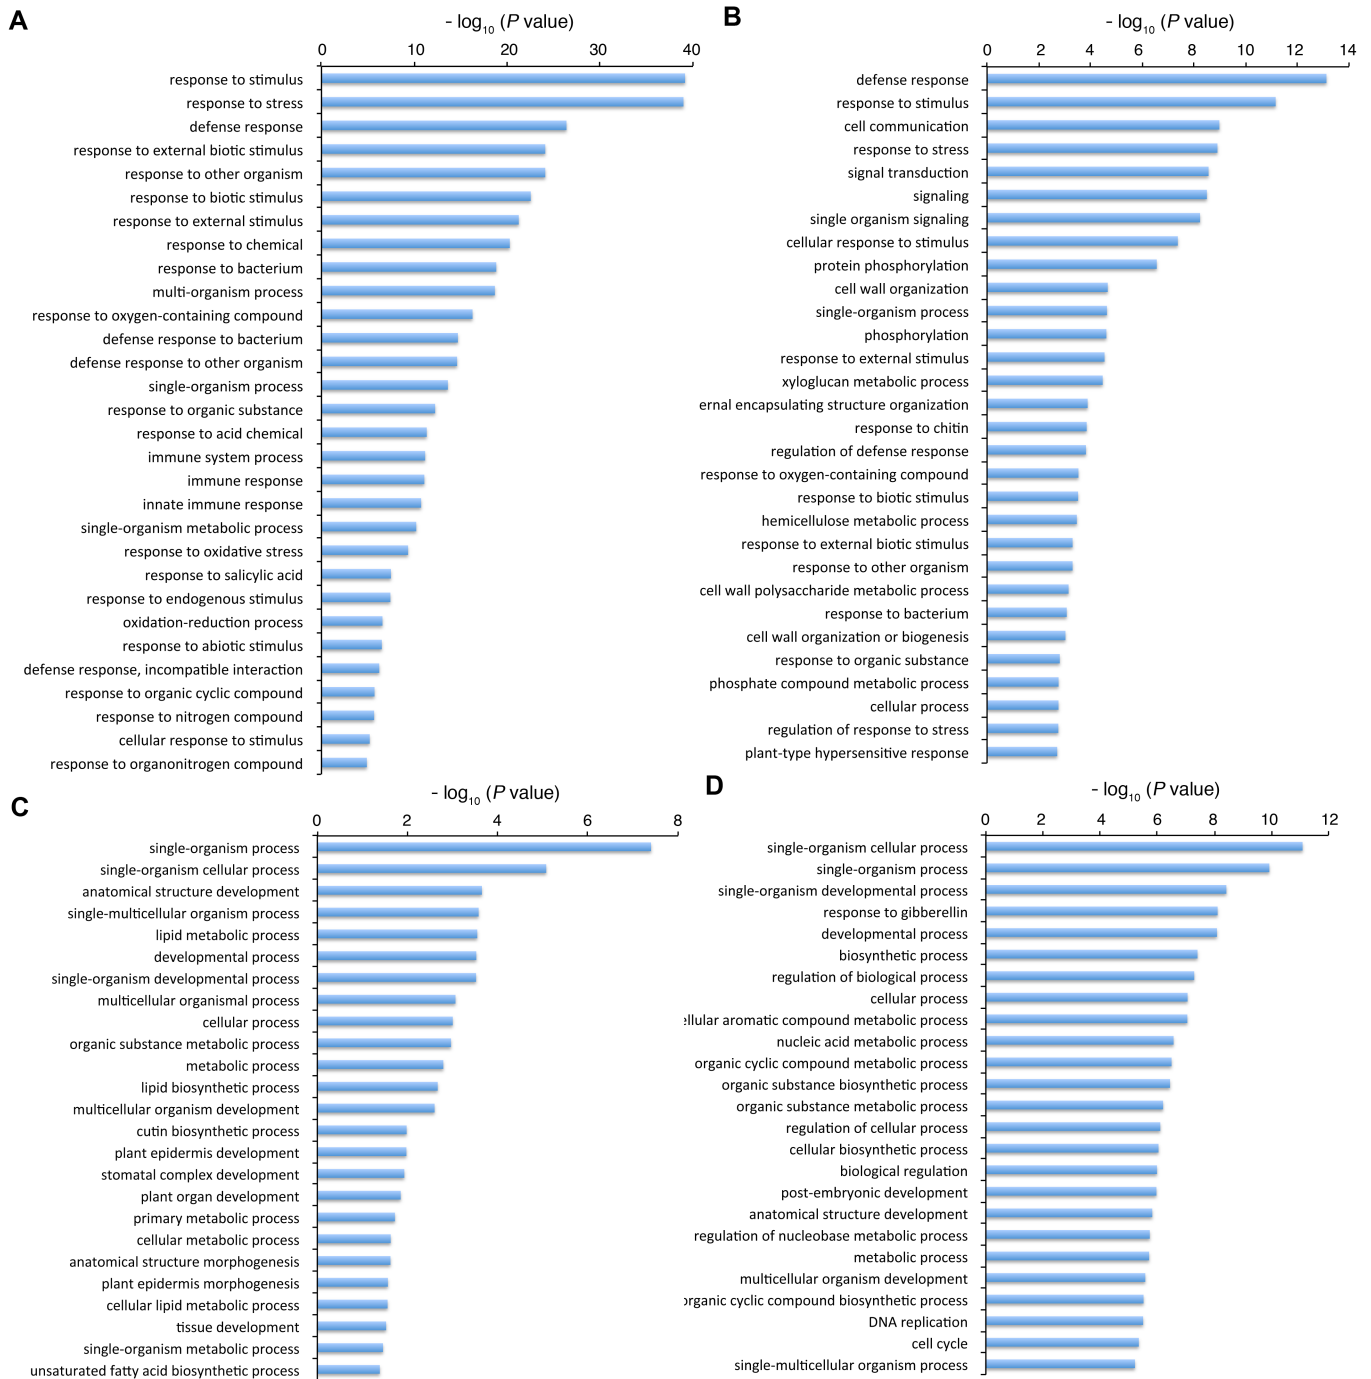 A
- log10 (P value)
0 10 20 30 40
response to stimulus
response to stress
defense response
response to external biotic stimulus
response to other organism
response to biotic stimulus
response to external stimulus
response to chemical
response to bacterium
multi-organism process
response to oxygen-containing compound
defense response to bacterium
defense response to other organism
single-organism process
response to organic substance
response to acid chemical
immune system process
immune response
innate immune response
single-organism metabolic process
response to oxidative stress
response to salicylic acid
response to endogenous stimulus
oxidation-reduction process
response to abiotic stimulus
defense response, incompatible interaction
response to organic cyclic compound
response to nitrogen compound
cellular response to stimulus
response to organonitrogen compound
B
- log10 (P value)
0 2 4 6 8 10 12 14
defense response
response to stimulus
cell communication
response to stress
signal transduction
signaling
single organism signaling
cellular response to stimulus
protein phosphorylation
cell wall organization
single-organism process
phosphorylation
response to external stimulus
xyloglucan metabolic process
ernal encapsulating structure organization
response to chitin
regulation of defense response
response to oxygen-containing compound
response to biotic stimulus
hemicellulose metabolic process
response to external biotic stimulus
response to other organism
cell wall polysaccharide metabolic process
response to bacterium
cell wall organization or biogenesis
response to organic substance
phosphate compound metabolic process
cellular process
regulation of response to stress
plant-type hypersensitive response
C
- log10 (P value)
0 2 4 6 8
single-organism process
single-organism cellular process
anatomical structure development
single-multicellular organism process
lipid metabolic process
developmental process
single-organism developmental process
multicellular organismal process
cellular process
organic substance metabolic process
metabolic process
lipid biosynthetic process
multicellular organism development
cutin biosynthetic process
plant epidermis development
stomatal complex development
plant organ development
primary metabolic process
cellular metabolic process
anatomical structure morphogenesis
plant epidermis morphogenesis
cellular lipid metabolic process
tissue development
single-organism metabolic process
unsaturated fatty acid biosynthetic process
D
- log10 (P value)
0 2 4 6 8 10 12
single-organism cellular process
single-organism process
single-organism developmental process
response to gibberellin
developmental process
biosynthetic process
regulation of biological process
cellular process
ellular aromatic compound metabolic process
nucleic acid metabolic process
organic cyclic compound metabolic process
organic substance biosynthetic process
organic substance metabolic process
regulation of cellular process
cellular biosynthetic process
biological regulation
post-embryonic development
anatomical structure development
regulation of nucleobase metabolic process
metabolic process
multicellular organism development
organic cyclic compound biosynthetic process
DNA replication
cell cycle
single-multicellular organism process